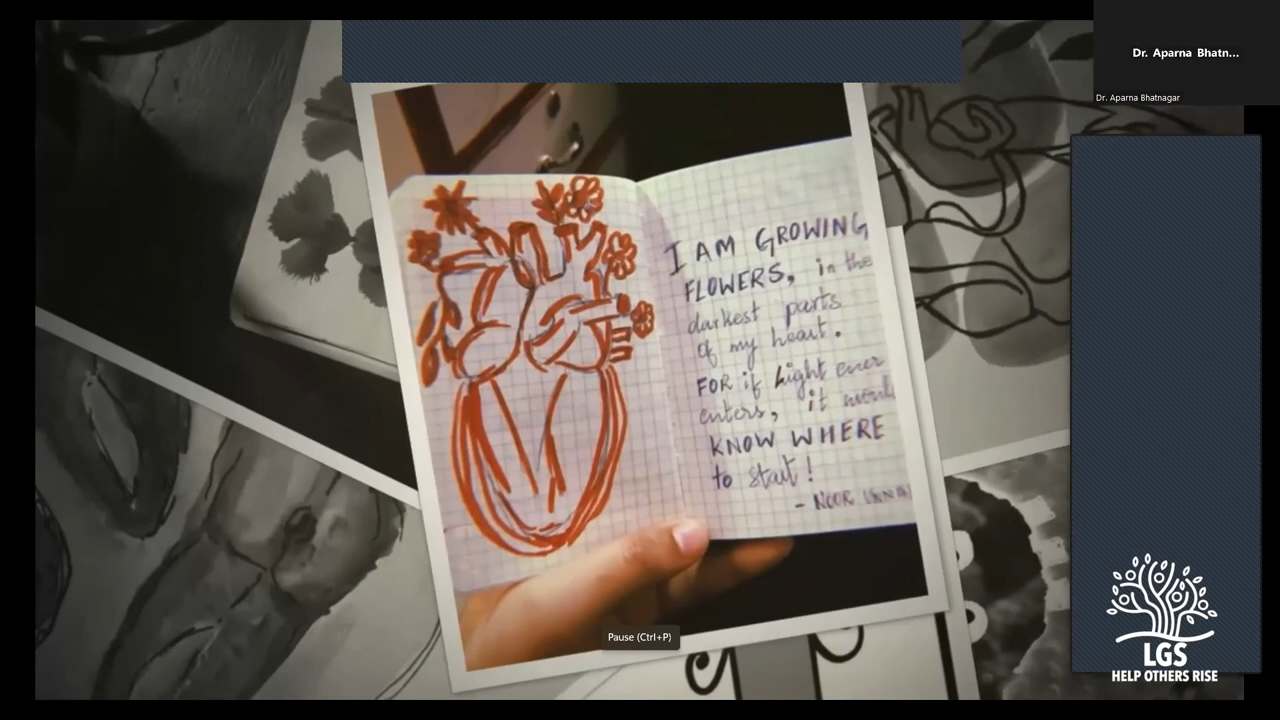 Dr. Aparna Bhatn...
Dr. Aparna Bhatnagar
I AM GROWING
FLOWERS, in the
darkest parts
of my heart.
FOR if Light ever
enters, it would
KNOW WHERE
to start!
- NOOR
Pause (Ctrl+P)
LGS
HELP OTHERS RISE